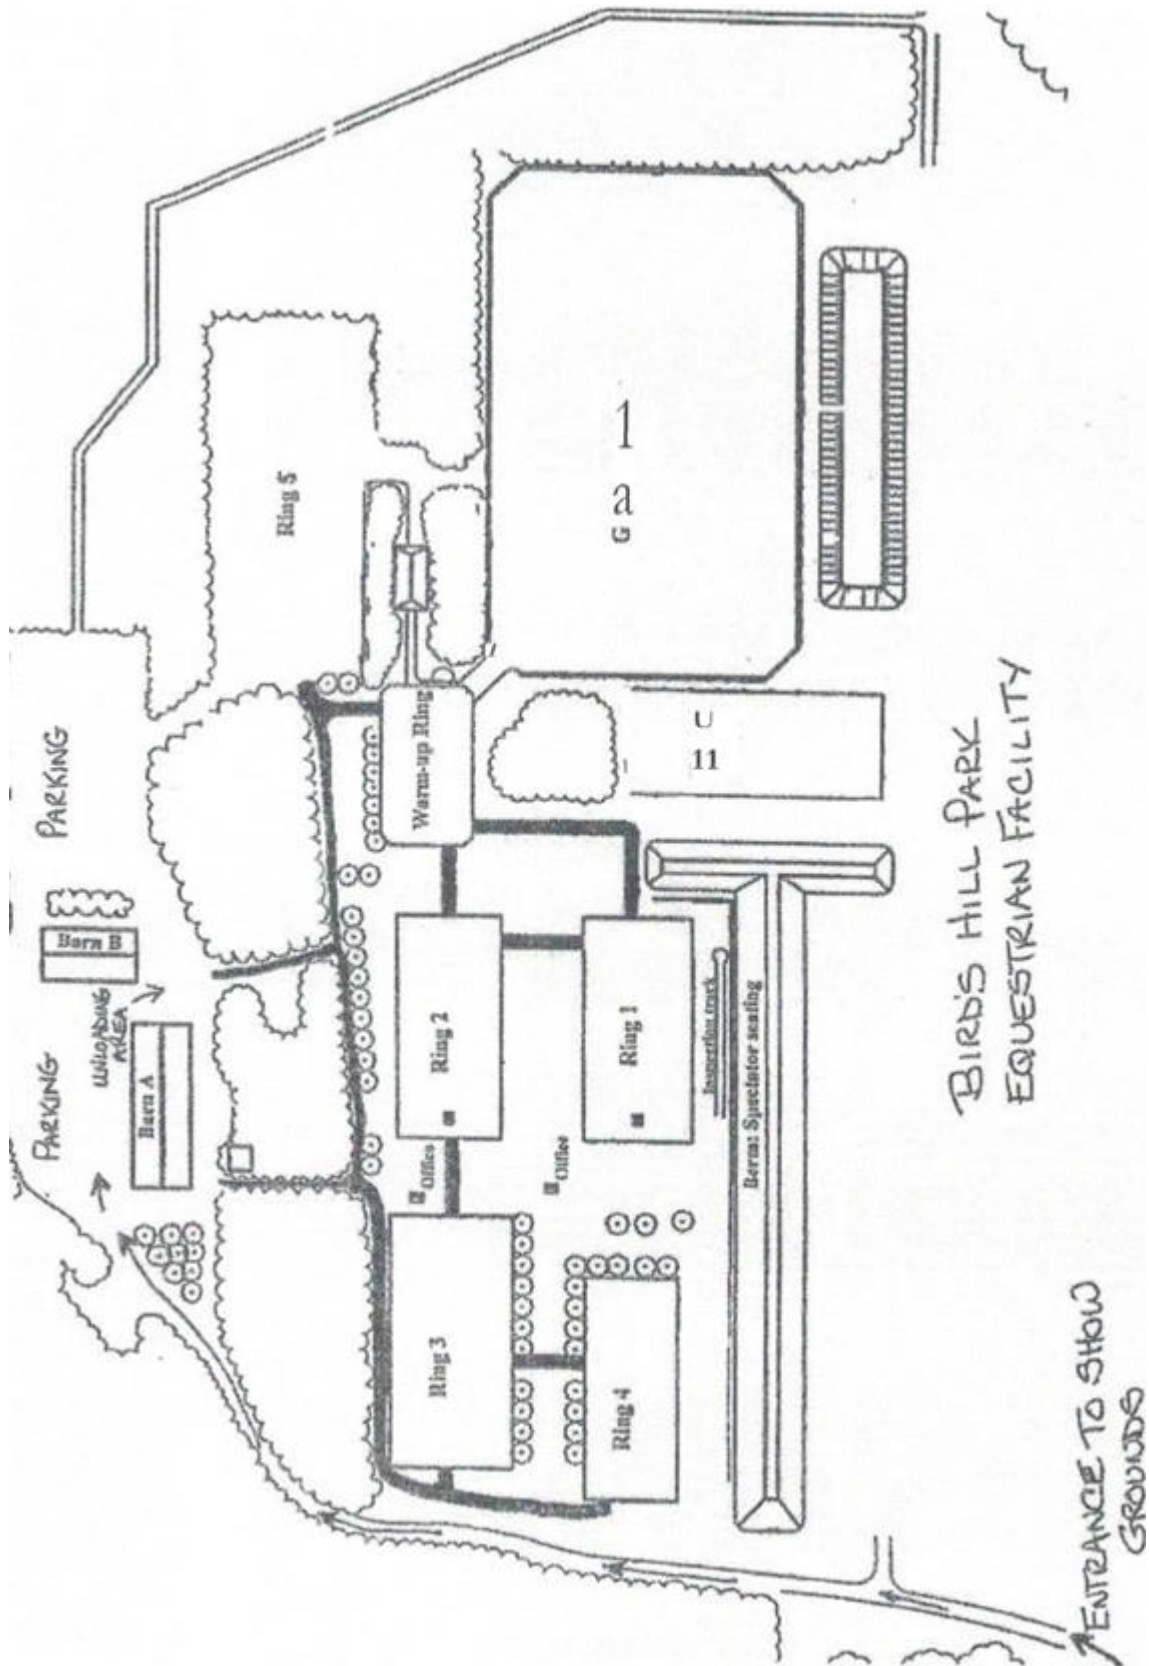 PARKING
Barn B
UNLOADING
AREA
PARKING
Barn A
Ring 5
Warm-up Ring
Ring 2
Ring 1
Office
Office
Ring 3
Ring 4
Inspection track
Berm: Spectator seating
1
a
G
U
11
BIRD'S HILL PARK
EQUESTRIAN FACILITY
ENTRANCE TO SHOW
GROUNDS